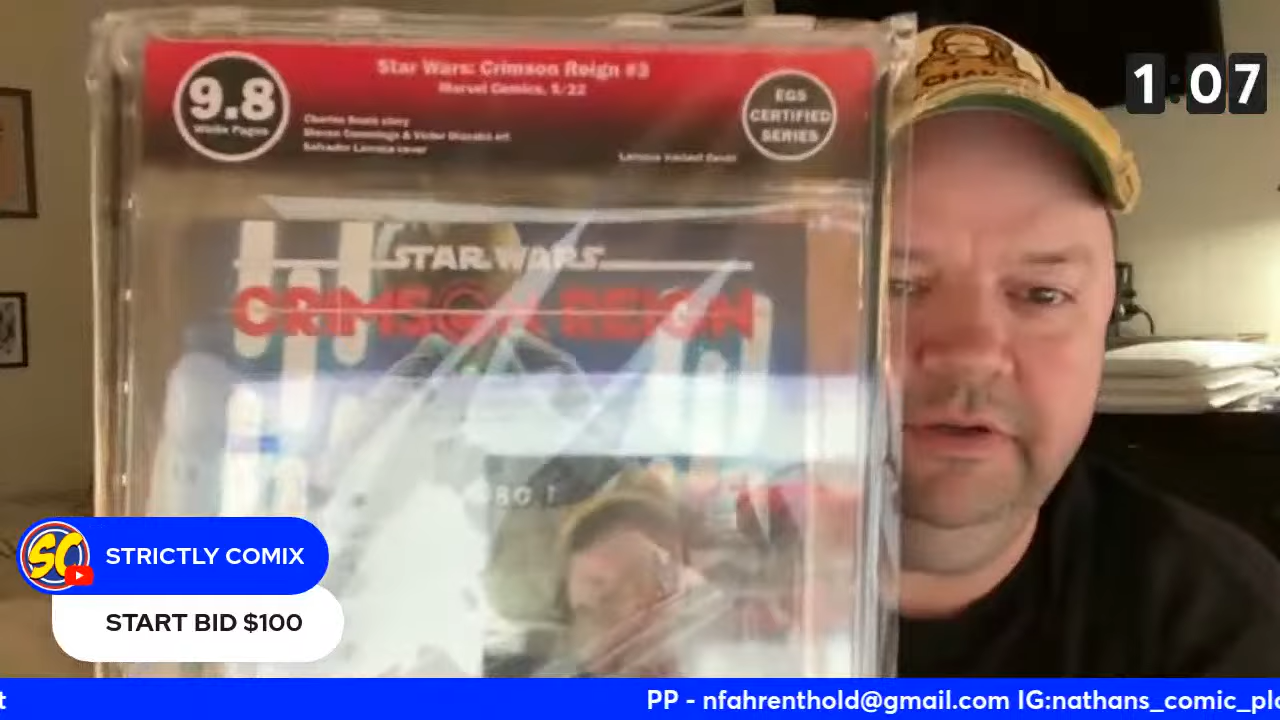 1:07
Star Wars: Crimson Reign #3
Marvel Comics, 5/22
9.8
White Pages
Charles Soule story
Steven Cummings & Victor Olazaba art
Salvador Larroca cover
Larroca Variant Cover
EGS
CERTIFIED
SERIES
STAR WARS
CRIMSON REIGN
SC
STRICTLY COMIX
START BID $100
t
PP - nfahrenthold@gmail.com IG:nathans_comic_pla